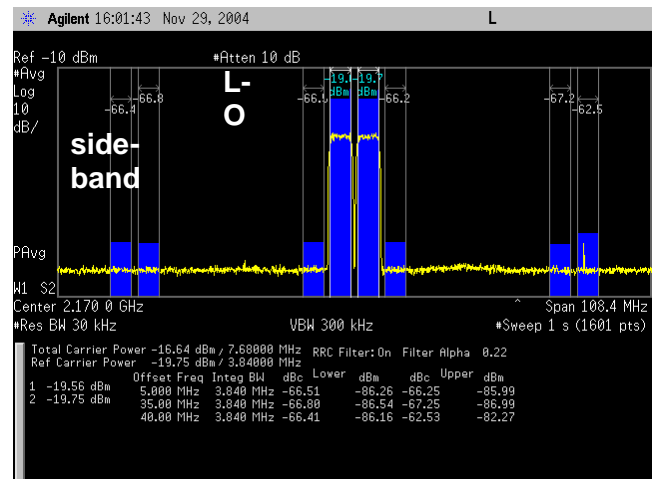 Agilent 16:01:43 Nov 29, 2004 L
Ref -10 dBm #Atten 10 dB
#Avg
Log
10
dB/
-66.4
-66.8
L-
O
-66.5
dBm
-19.7
dBm
-66.2
-67.2
-62.5
side-
band
PAvg
W1 S2
Center 2.170 0 GHz ^ Span 108.4 MHz
#Res BW 30 kHz VBW 300 kHz #Sweep 1 s (1601 pts)
Total Carrier Power -16.64 dBm/ 7.68000 MHz RRC Filter: On Filter Alpha 0.22
Ref Carrier Power -19.75 dBm/ 3.84000 MHz
Lower Upper
Offset Freq Integ BW dBc dBm dBc dBm
1 -19.56 dBm 5.000 MHz 3.840 MHz -66.51 -86.26 -66.25 -85.99
2 -19.75 dBm 35.00 MHz 3.840 MHz -66.80 -86.54 -67.25 -86.99
40.00 MHz 3.840 MHz -66.41 -86.16 -62.53 -82.27